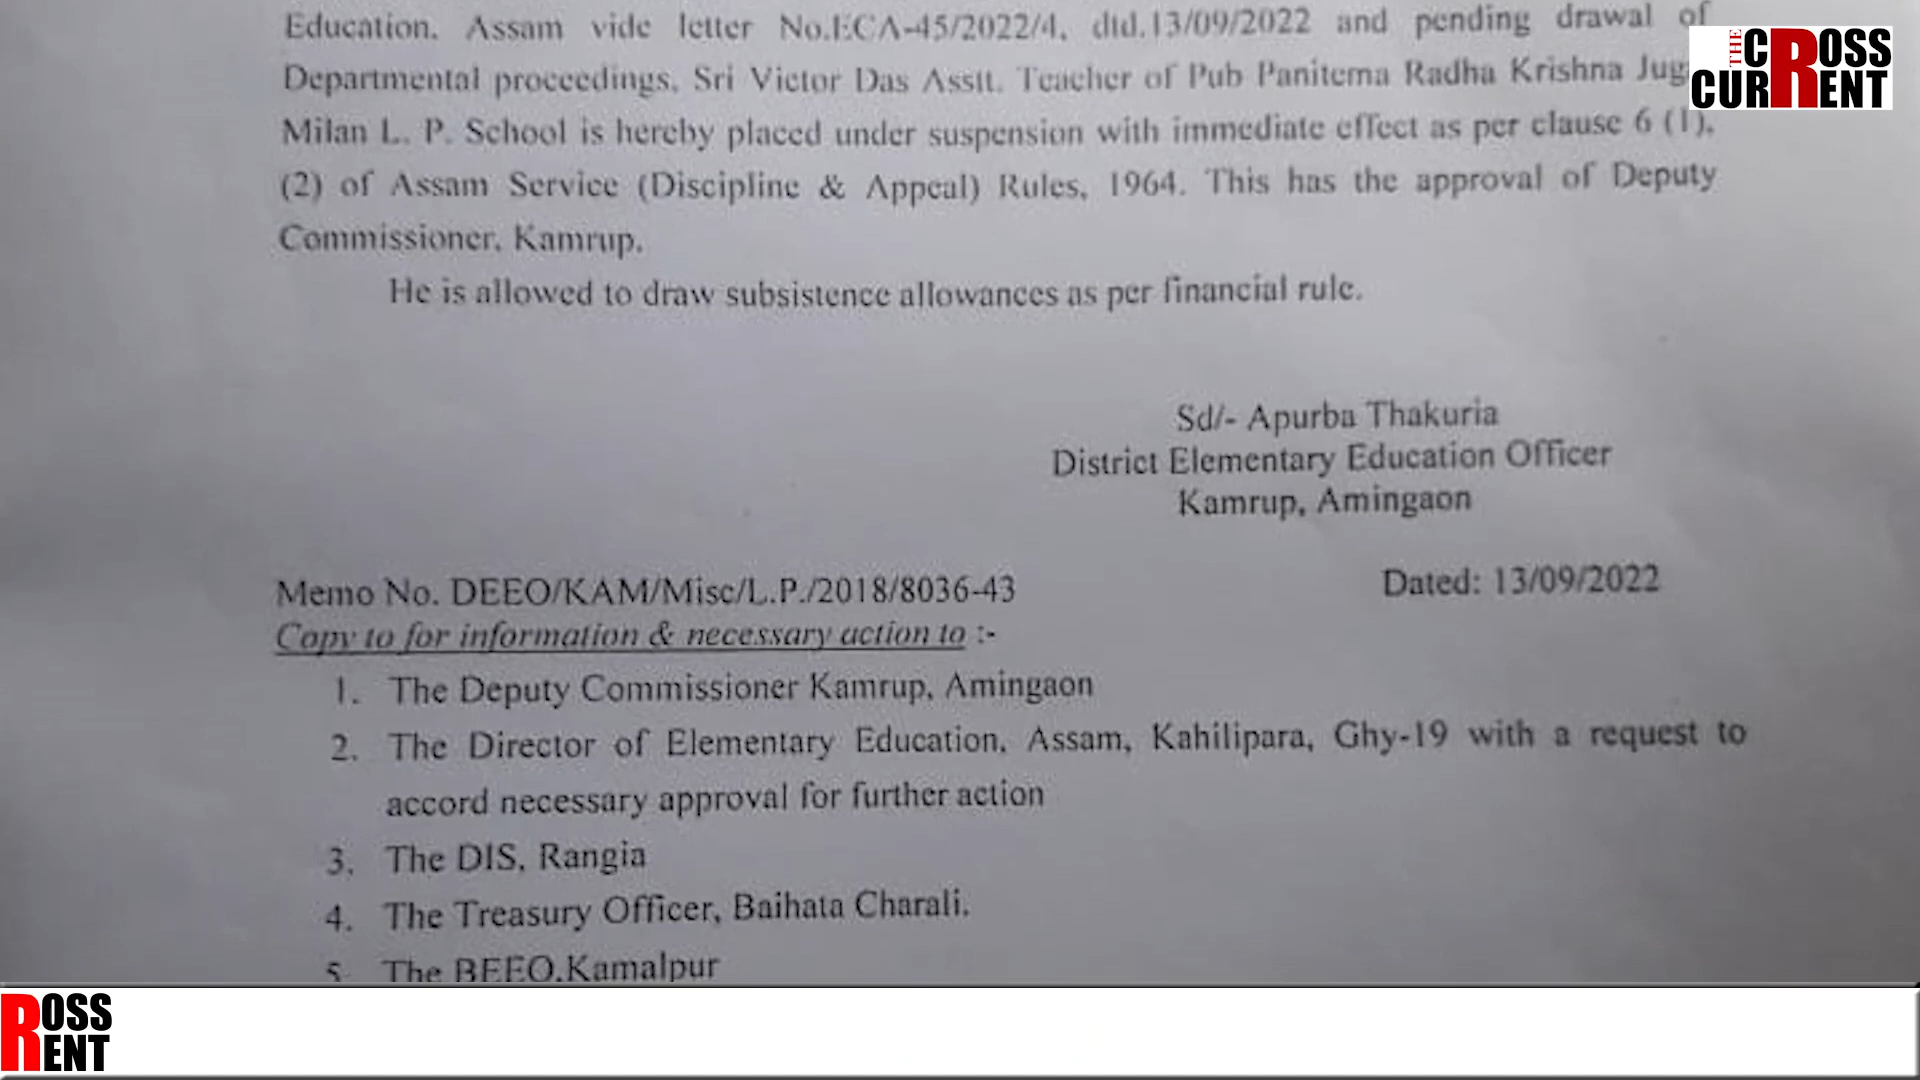 Education. Assam vide letter No.ECA-45/2022/4, dtd.13/09/2022 and pending drawal of
Departmental proceedings, Sri Victor Das Asstt. Teacher of Pub Panitema Radha Krishna Jug
Milan L. P. School is hereby placed under suspension with immediate effect as per clause 6 (1),
(2) of Assam Service (Discipline & Appeal) Rules, 1964. This has the approval of Deputy
Commissioner, Kamrup.
He is allowed to draw subsistence allowances as per financial rule.
Sd/- Apurba Thakuria
District Elementary Education Officer
Kamrup, Amingaon
Memo No. DEEO/KAM/Misc/L.P./2018/8036-43 Dated: 13/09/2022
Copy to for information & necessary action to :-
1. The Deputy Commissioner Kamrup, Amingaon
2. The Director of Elementary Education, Assam, Kahilipara, Ghy-19 with a request to
accord necessary approval for further action
3. The DIS, Rangia
4. The Treasury Officer, Baihata Charali.
5 The BEEO.Kamalpur
THE CROSS
CURRENT
ROSS
RENT